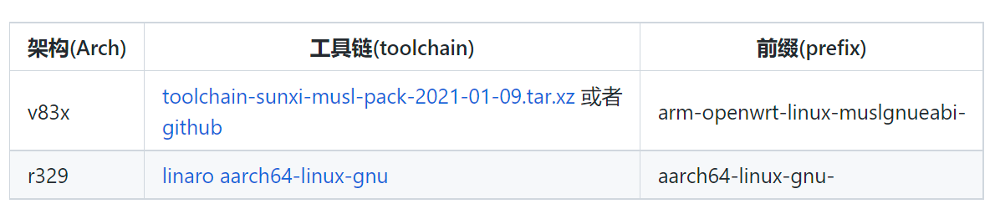 架构(Arch) 工具链(toolchain) 前缀(prefix)
v83x toolchain-sunxi-musl-pack-2021-01-09.tar.xz 或者 github arm-openwrt-linux-muslgnueabi-
r329 linaro aarch64-linux-gnu aarch64-linux-gnu-